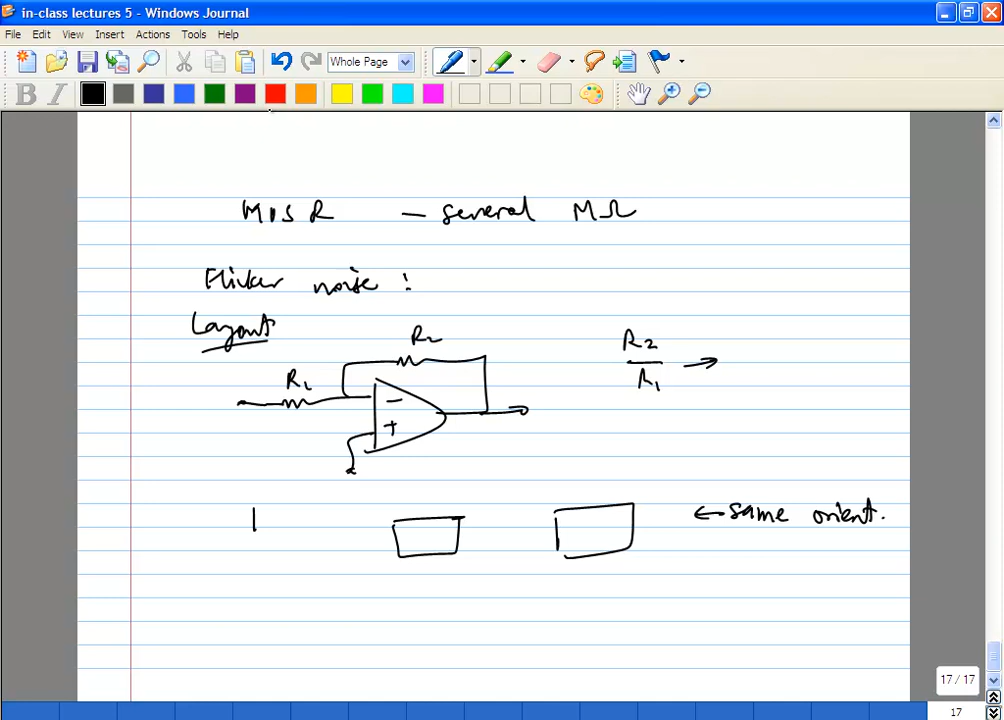 in-class lectures 5 - Windows Journal
File Edit View Insert Actions Tools Help
Whole Page
B I
MOSR — several MΩ
Flicker noise :
Layout
R2
R1
−
+
R2
R1
← same orient.
17 / 17
17